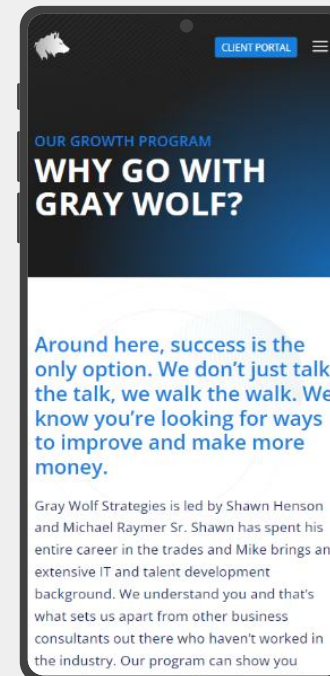 CLIENT PORTAL
OUR GROWTH PROGRAM
WHY GO WITH
GRAY WOLF?
Around here, success is the
only option. We don't just talk
the talk, we walk the walk. We
know you're looking for ways
to improve and make more
money.
Gray Wolf Strategies is led by Shawn Henson
and Michael Raymer Sr. Shawn has spent his
entire career in the trades and Mike brings an
extensive IT and talent development
background. We understand you and that's
what sets us apart from other business
consultants out there who haven't worked in
the industry. Our program can show you